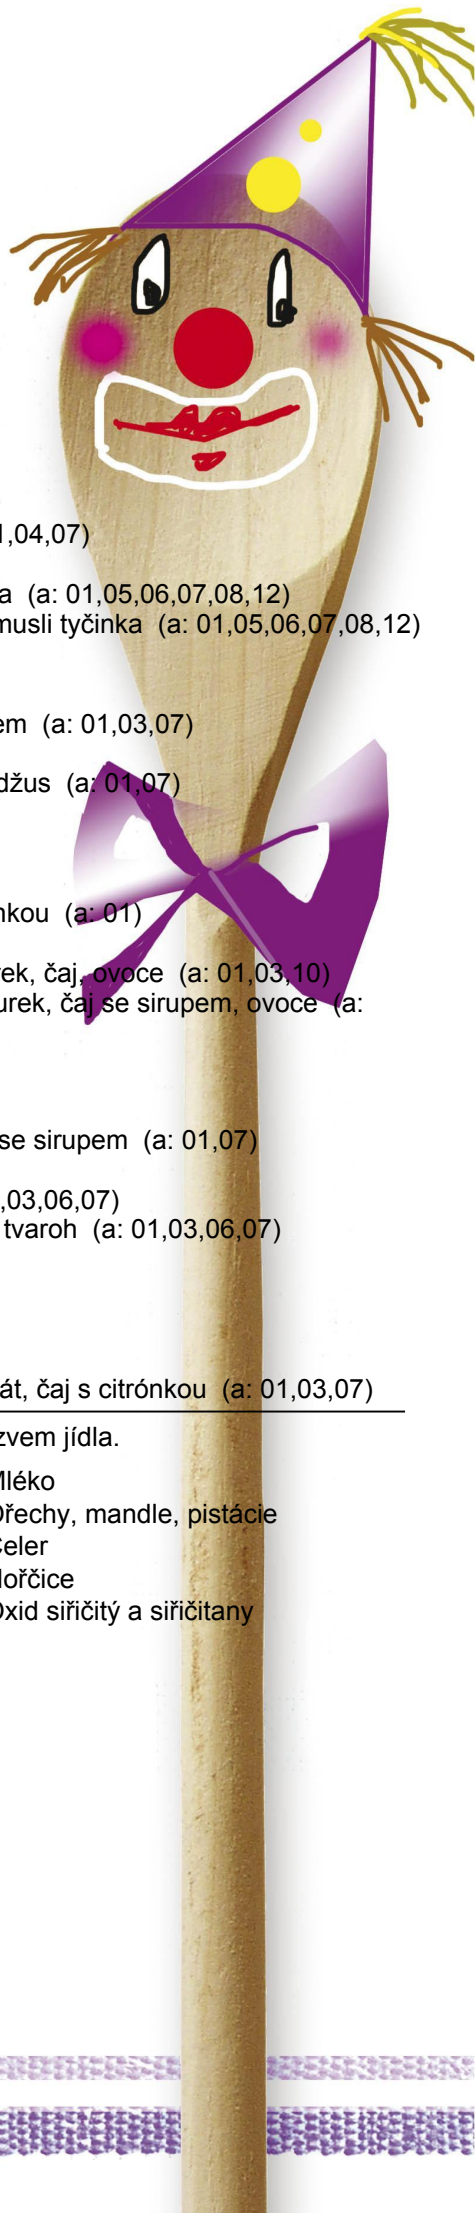 ,04,07)
a (a: 01,05,06,07,08,12)
musli tyčinka (a: 01,05,06,07,08,12)
em (a: 01,03,07)
džus (a: 01,07)
nkou (a: 01)
rek, čaj, ovoce (a: 01,03,10)
urek, čaj se sirupem, ovoce (a:
se sirupem (a: 01,07)
,03,06,07)
tvaroh (a: 01,03,06,07)
át, čaj s citrónkou (a: 01,03,07)
zvem jídla.
Mléko
Ořechy, mandle, pistácie
Celer
Hořčice
Oxid siřičitý a siřičitany